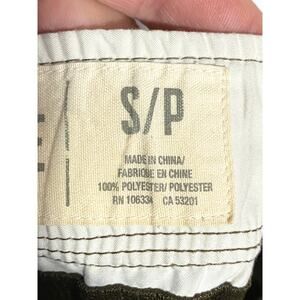 S/P
MADE IN CHINA/
FABRIQUÉ EN CHINE
100% POLYESTER/ POLYESTER
RN 106334 CA 53201